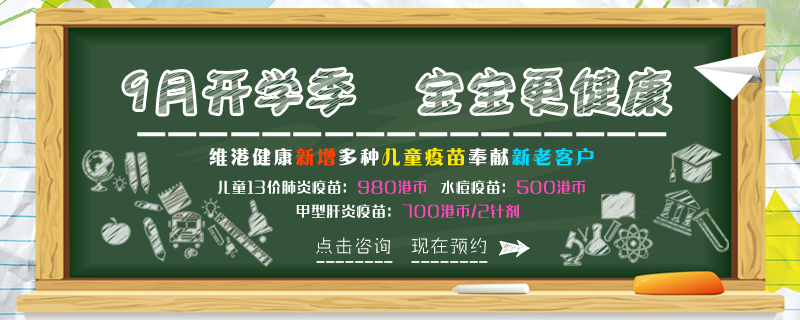 9月开学季 宝宝更健康
维港健康新增多种儿童疫苗奉献新老客户
儿童13价肺炎疫苗：980港币 水痘疫苗：500港币
甲型肝炎疫苗：700港币/2针剂
点击咨询 现在预约